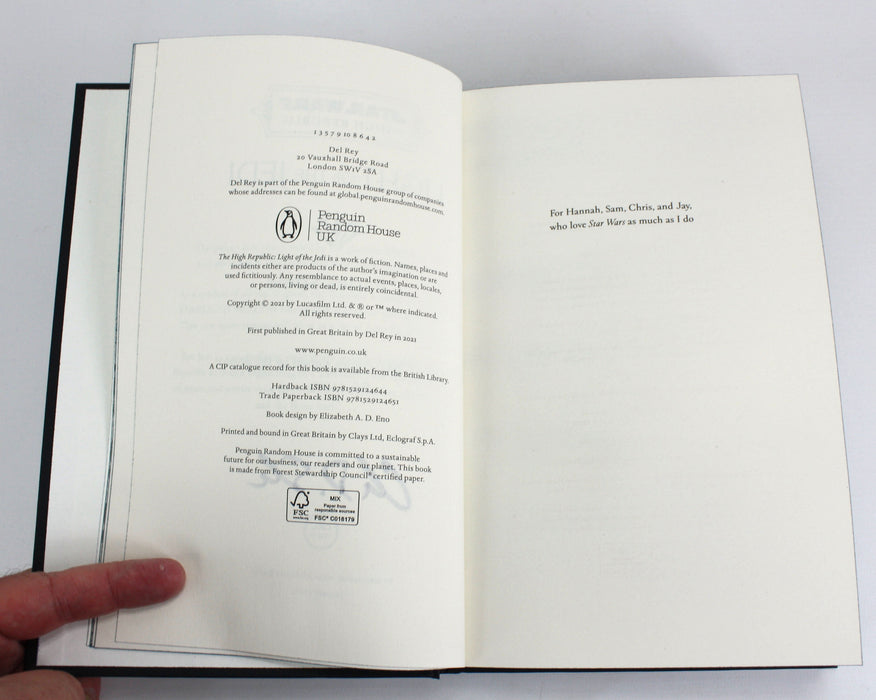 1 3 5 7 9 10 8 6 4 2
Del Rey
20 Vauxhall Bridge Road
London SW1V 2SA
Del Rey is part of the Penguin Random House group of companies
whose addresses can be found at global.penguinrandomhouse.com.
Penguin
Random House
UK
The High Republic: Light of the Jedi is a work of fiction. Names, places and
incidents either are products of the author's imagination or are
used fictitiously. Any resemblance to actual events, places, locales,
or persons, living or dead, is entirely coincidental.
Copyright © 2021 by Lucasfilm Ltd. & ® or ™ where indicated.
All rights reserved.
First published in Great Britain by Del Rey in 2021
www.penguin.co.uk
A CIP catalogue record for this book is available from the British Library.
Hardback ISBN 9781529124644
Trade Paperback ISBN 9781529124651
Book design by Elizabeth A. D. Eno
Printed and bound in Great Britain by Clays Ltd, Eclograf S.p.A.
Penguin Random House is committed to a sustainable
future for our business, our readers and our planet. This book
is made from Forest Stewardship Council® certified paper.
FSC
MIX
Paper from
responsible sources
FSC® C018179
For Hannah, Sam, Chris, and Jay,
who love Star Wars as much as I do